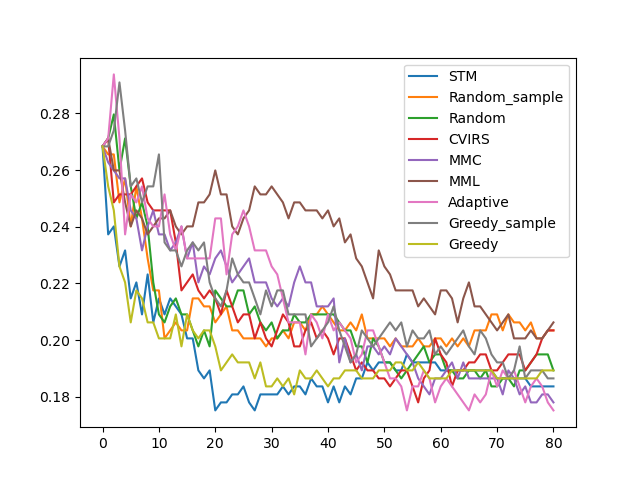 0.28
0.26
0.24
0.22
0.20
0.18
0 10 20 30 40 50 60 70 80
STM
Random_sample
Random
CVIRS
MMC
MML
Adaptive
Greedy_sample
Greedy